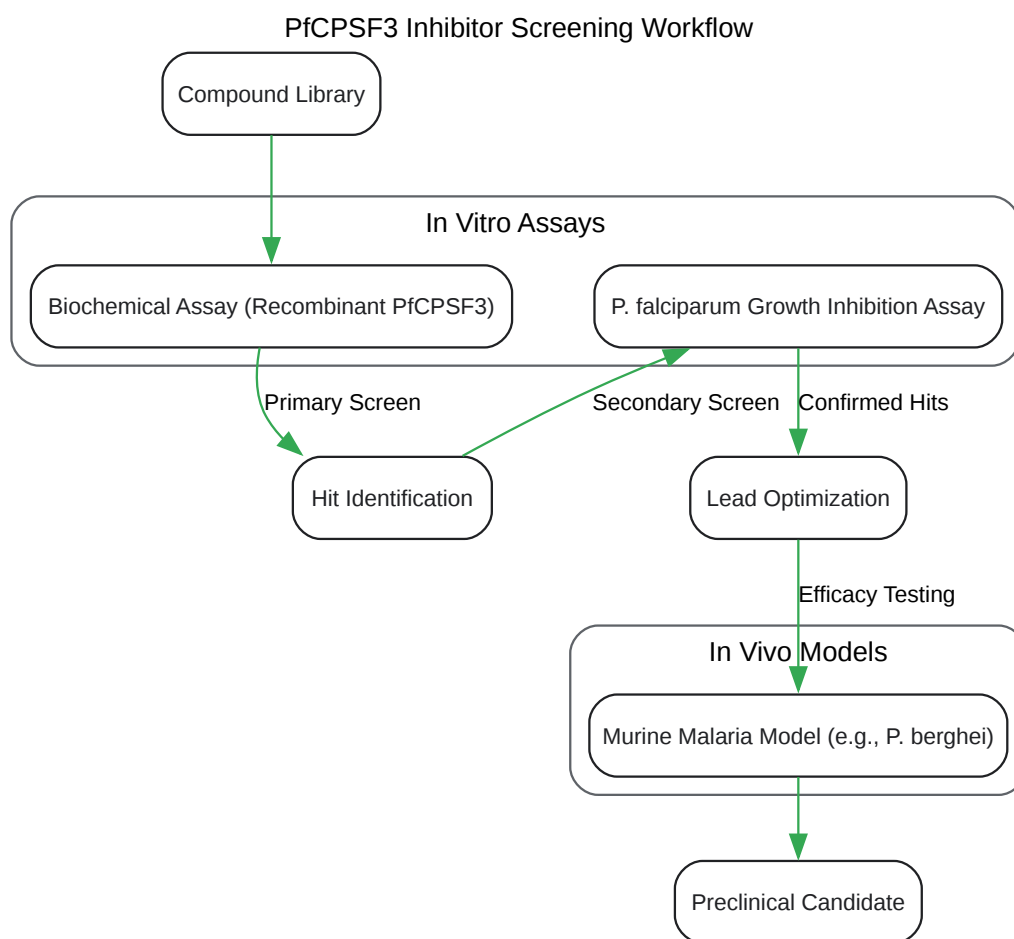 PfCPSF3 Inhibitor Screening Workflow
Compound Library
In Vitro Assays
Biochemical Assay (Recombinant PfCPSF3)
P. falciparum Growth Inhibition Assay
Primary Screen
Secondary Screen
Confirmed Hits
Hit Identification
Lead Optimization
Efficacy Testing
In Vivo Models
Murine Malaria Model (e.g., P. berghei)
Preclinical Candidate